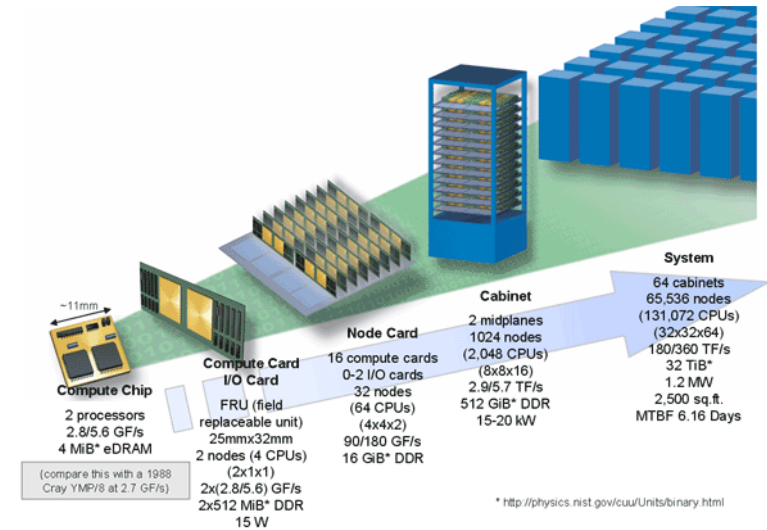 ~11mm
Compute Chip
2 processors
2.8/5.6 GF/s
4 MiB* eDRAM
(compare this with a 1988
Cray YMP/8 at 2.7 GF/s)
Compute Card
I/O Card
FRU (field
replaceable unit)
25mmx32mm
2 nodes (4 CPUs)
(2x1x1)
2x(2.8/5.6) GF/s
2x512 MiB* DDR
15 W
Node Card
16 compute cards
0-2 I/O cards
32 nodes
(64 CPUs)
(4x4x2)
90/180 GF/s
16 GiB* DDR
Cabinet
2 midplanes
1024 nodes
(2,048 CPUs)
(8x8x16)
2.9/5.7 TF/s
512 GiB* DDR
15-20 kW
System
64 cabinets
65,536 nodes
(131,072 CPUs)
(32x32x64)
180/360 TF/s
32 TiB*
1.2 MW
2,500 sq.ft.
MTBF 6.16 Days
* http://physics.nist.gov/cuu/Units/binary.html